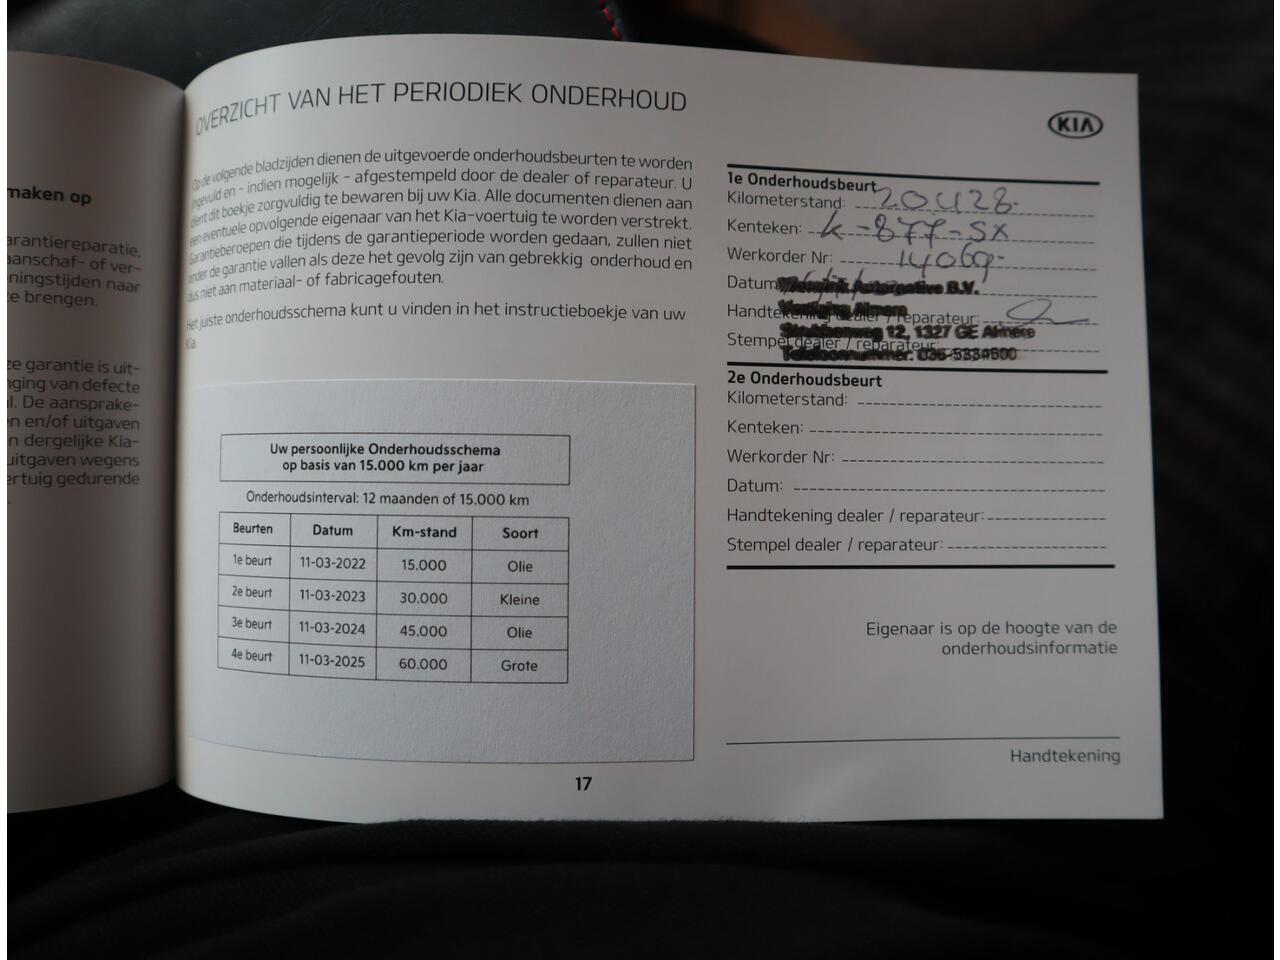 maken op
arantiereparatie,
aanschaf- of ver-
ningstijden naar
te brengen.
ze garantie is uit-
nging van defecte
l. De aansprake-
n en/of uitgaven
n dergelijke Kia-
uitgaven wegens
ertuig gedurende
OVERZICHT VAN HET PERIODIEK ONDERHOUD
Op de volgende bladzijden dienen de uitgevoerde onderhoudsbeurten te worden
ingevuld en - indien mogelijk - afgestempeld door de dealer of reparateur. U
dient dit boekje zorgvuldig te bewaren bij uw Kia. Alle documenten dienen aan
een eventuele opvolgende eigenaar van het Kia-voertuig te worden verstrekt.
Garantieberoepen die tijdens de garantieperiode worden gedaan, zullen niet
onder de garantie vallen als deze het gevolg zijn van gebrekkig onderhoud en
dus niet aan materiaal- of fabricagefouten.
Het juiste onderhoudsschema kunt u vinden in het instructieboekje van uw
Kia
Uw persoonlijke Onderhoudsschema
op basis van 15.000 km per jaar
Onderhoudsinterval: 12 maanden of 15.000 km
Beurten Datum Km-stand Soort
1e beurt 11-03-2022 15.000 Olie
2e beurt 11-03-2023 30.000 Kleine
3e beurt 11-03-2024 45.000 Olie
4e beurt 11-03-2025 60.000 Grote
17
KIA
1e Onderhoudsbeurt
Kilometerstand: 20428
Kenteken: K-877-SX
Werkorder Nr: 14069
Datum
Automotive B.V.
Handtekening dealer / reparateur:
Vestiging Almere
12, 1327 GE Almere
Stempel dealer / reparateur:
Telefoonnummer: 036-5334500
2e Onderhoudsbeurt
Kilometerstand:
Kenteken:
Werkorder Nr:
Datum:
Handtekening dealer / reparateur:
Stempel dealer / reparateur:
Eigenaar is op de hoogte van de
onderhoudsinformatie
Handtekening